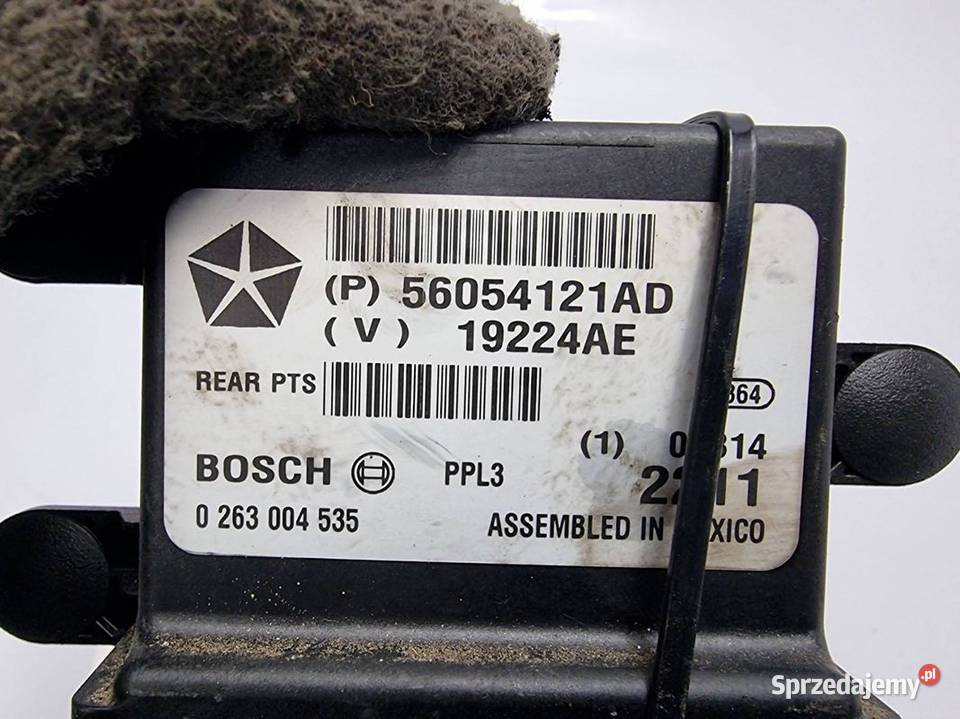 (P) 56054121AD
(V) 19224AE
REAR PTS
(1)
BOSCH
PPL3
0 263 004 535
ASSEMBLED IN
Sprzedajemy.pl